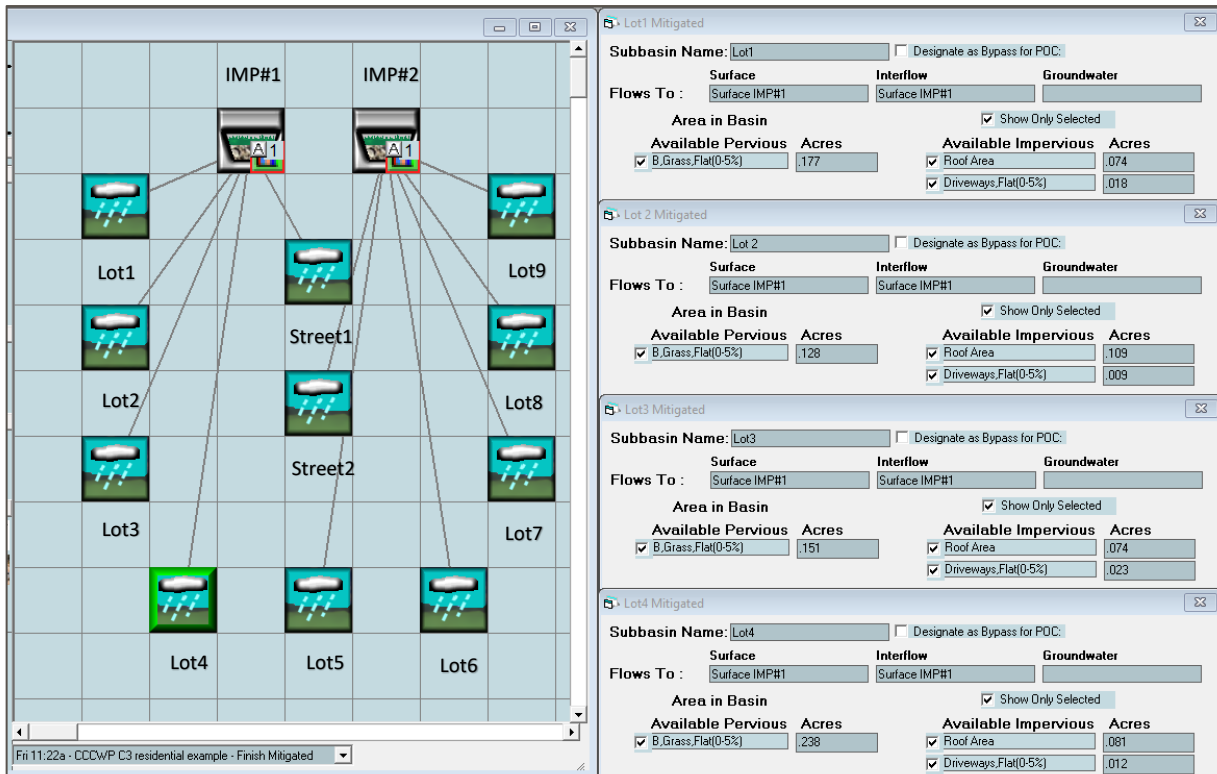 IMP#1
IMP#2
A 1
A 1
Lot1
Lot9
Street1
Lot2
Lot8
Street2
Lot3
Lot7
Lot4
Lot5
Lot6
Fri 11:22a - CCCWP C3 residential example - Finish Mitigated
Lot1 Mitigated
Subbasin Name: Lot1 Designate as Bypass for POC:
Surface Interflow Groundwater
Flows To : Surface IMP#1 Surface IMP#1
Area in Basin Show Only Selected
Available Pervious Acres Available Impervious Acres
B,Grass,Flat(0-5%) .177 Roof Area .074
Driveways,Flat(0-5%) .018
Lot 2 Mitigated
Subbasin Name: Lot 2 Designate as Bypass for POC:
Surface Interflow Groundwater
Flows To : Surface IMP#1 Surface IMP#1
Area in Basin Show Only Selected
Available Pervious Acres Available Impervious Acres
B,Grass,Flat(0-5%) .128 Roof Area .109
Driveways,Flat(0-5%) .009
Lot3 Mitigated
Subbasin Name: Lot3 Designate as Bypass for POC:
Surface Interflow Groundwater
Flows To : Surface IMP#1 Surface IMP#1
Area in Basin Show Only Selected
Available Pervious Acres Available Impervious Acres
B,Grass,Flat(0-5%) .151 Roof Area .074
Driveways,Flat(0-5%) .023
Lot4 Mitigated
Subbasin Name: Lot4 Designate as Bypass for POC:
Surface Interflow Groundwater
Flows To : Surface IMP#1 Surface IMP#1
Area in Basin Show Only Selected
Available Pervious Acres Available Impervious Acres
B,Grass,Flat(0-5%) .238 Roof Area .081
Driveways,Flat(0-5%) .012